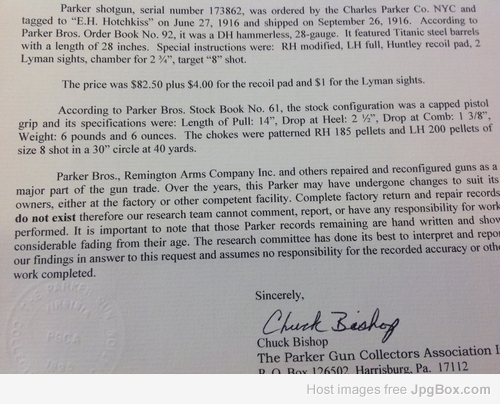 Parker shotgun, serial number 173862, was ordered by the Charles Parker Co. NYC and
tagged to "E.H. Hotchkiss" on June 27, 1916 and shipped on September 26, 1916. According to
Parker Bros. Order Book No. 92, it was a DH hammerless, 28-gauge. It featured Titanic steel barrels
with a length of 28 inches. Special instructions were: RH modified, LH full, Huntley recoil pad, 2
Lyman sights, chamber for 2 ¾", target "8" shot.
The price was $82.50 plus $4.00 for the recoil pad and $1 for the Lyman sights.
According to Parker Bros. Stock Book No. 61, the stock configuration was a capped pistol
grip and its specifications were: Length of Pull: 14", Drop at Heel: 2 ½", Drop at Comb: 1 3/8",
Weight: 6 pounds and 6 ounces. The chokes were patterned RH 185 pellets and LH 200 pellets of
size 8 shot in a 30" circle at 40 yards.
Parker Bros., Remington Arms Company Inc. and others repaired and reconfigured guns as a
major part of the gun trade. Over the years, this Parker may have undergone changes to suit its
owners, either at the factory or other competent facility. Complete factory return and repair records
do not exist therefore our research team cannot comment, report, or have any responsibility for work
performed. It is important to note that those Parker records remaining are hand written and show
considerable fading from their age. The research committee has done its best to interpret and repor
our findings in answer to this request and assumes no responsibility for the recorded accuracy or othe
work completed.
Sincerely,
Chuck Bishop
Chuck Bishop
The Parker Gun Collectors Association I
P.O. Box 126502, Harrisburg, Pa. 17112
PGCA
Host images free JpgBox.com